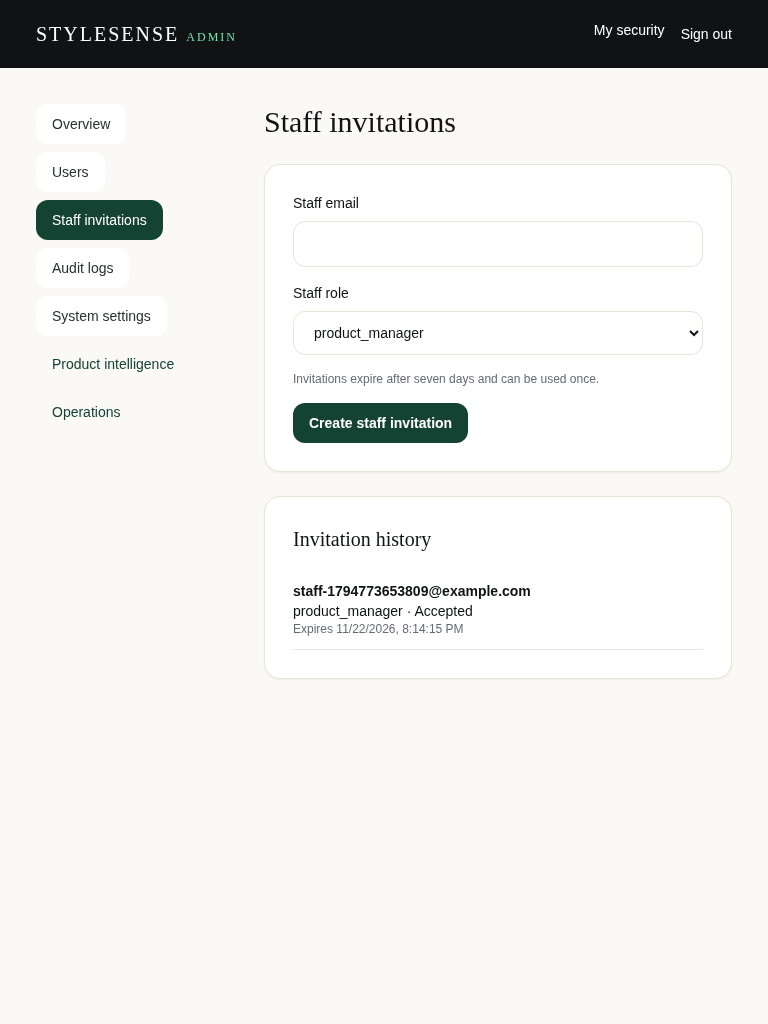 STYLESENSE ADMIN
My security
Sign out
Overview
Users
Staff invitations
Audit logs
System settings
Product intelligence
Operations
Staff invitations
Staff email
Staff role
product_manager
Invitations expire after seven days and can be used once.
Create staff invitation
Invitation history
staff-1794773653809@example.com
product_manager · Accepted
Expires 11/22/2026, 8:14:15 PM